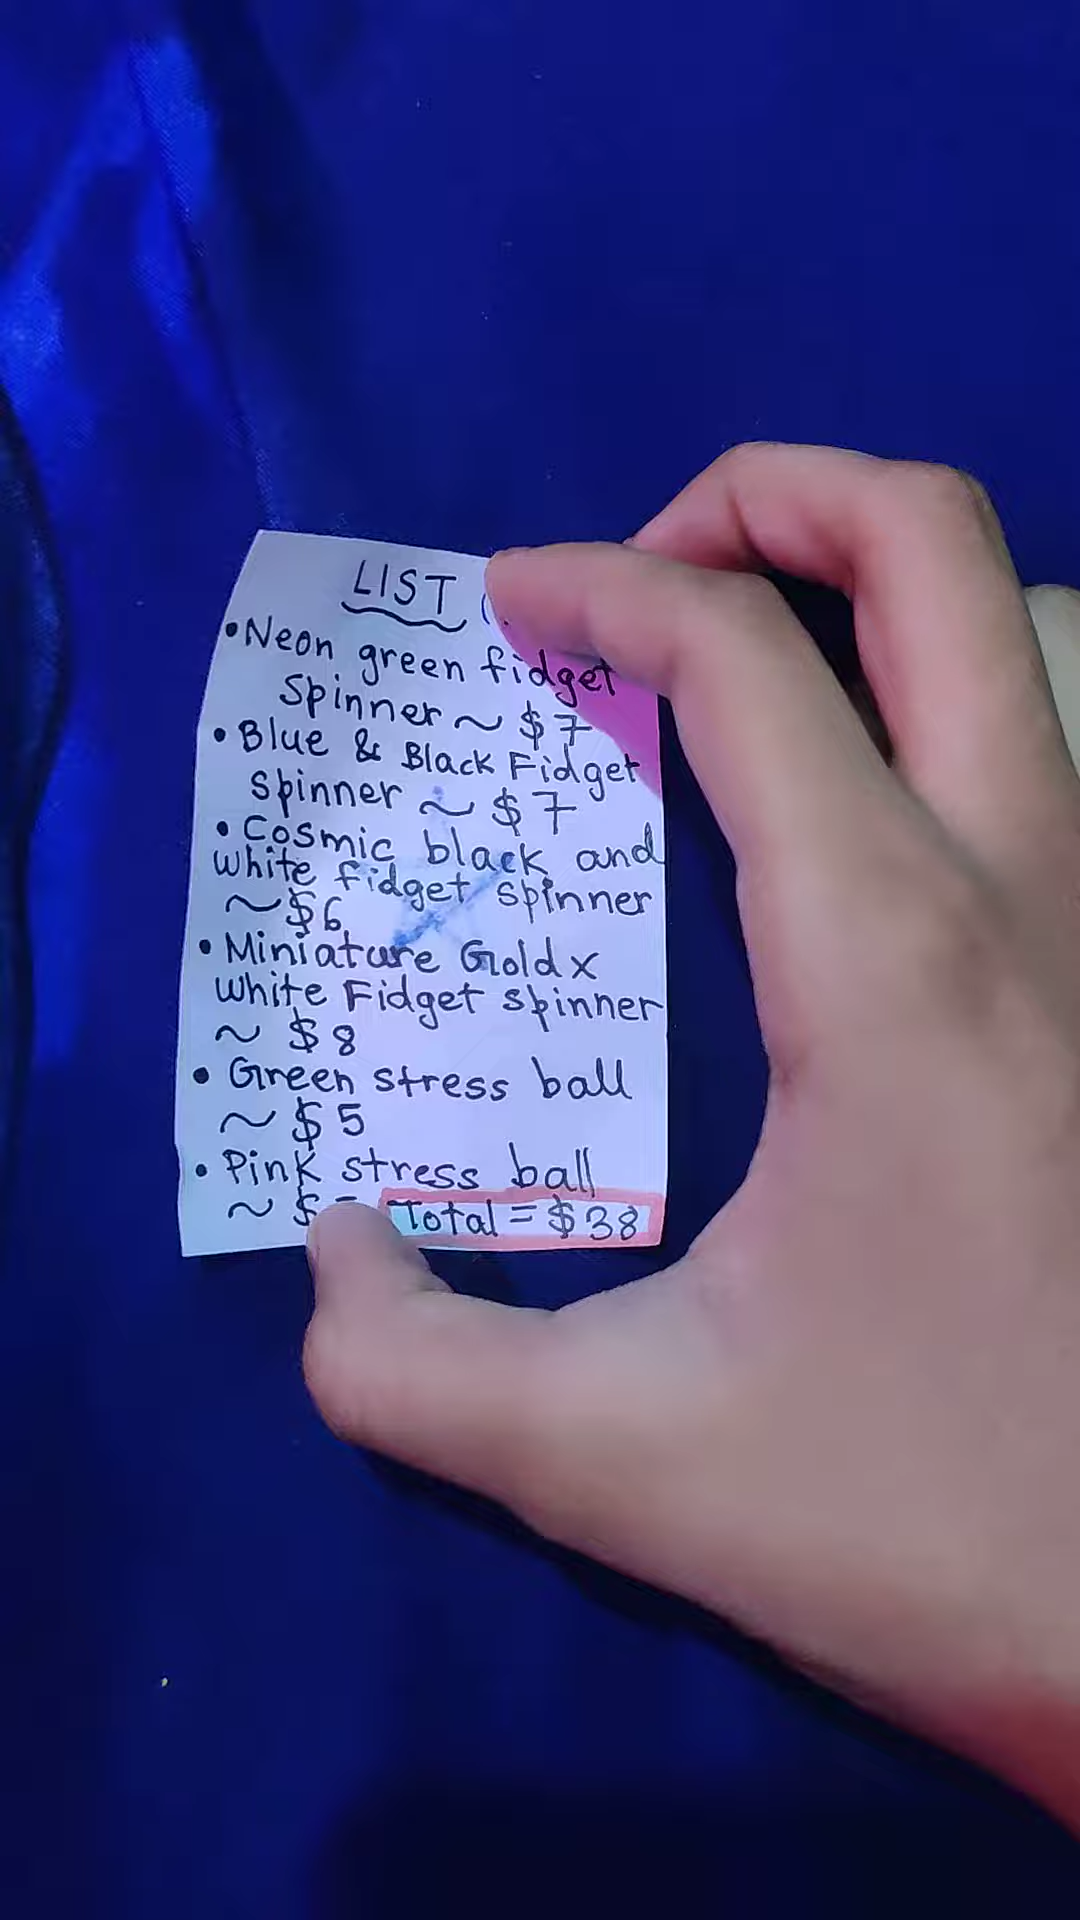 LIST
•Neon green fidget
spinner ~ $7
•Blue & Black Fidget
spinner ~ $7
•Cosmic black and
white fidget spinner
~$6
•Miniature Gold x
white Fidget spinner
~ $8
•Green stress ball
~ $5
•Pink stress ball
~ $ Total = $38